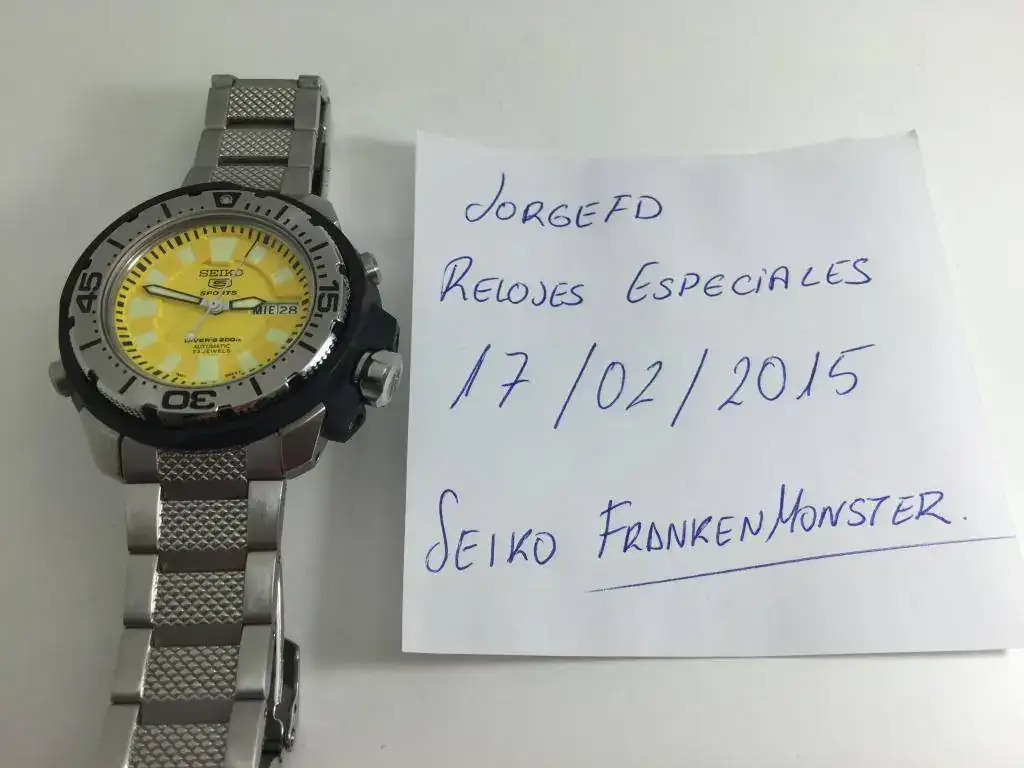 45
15
30
SEIKO
5
SPORTS
MIE 28
DIVER'S 200m
AUTOMATIC
23 JEWELS
JORGEFD
RELOJES ESPECIALES
17/02/2015
SEIKO FRANKENMONSTER.